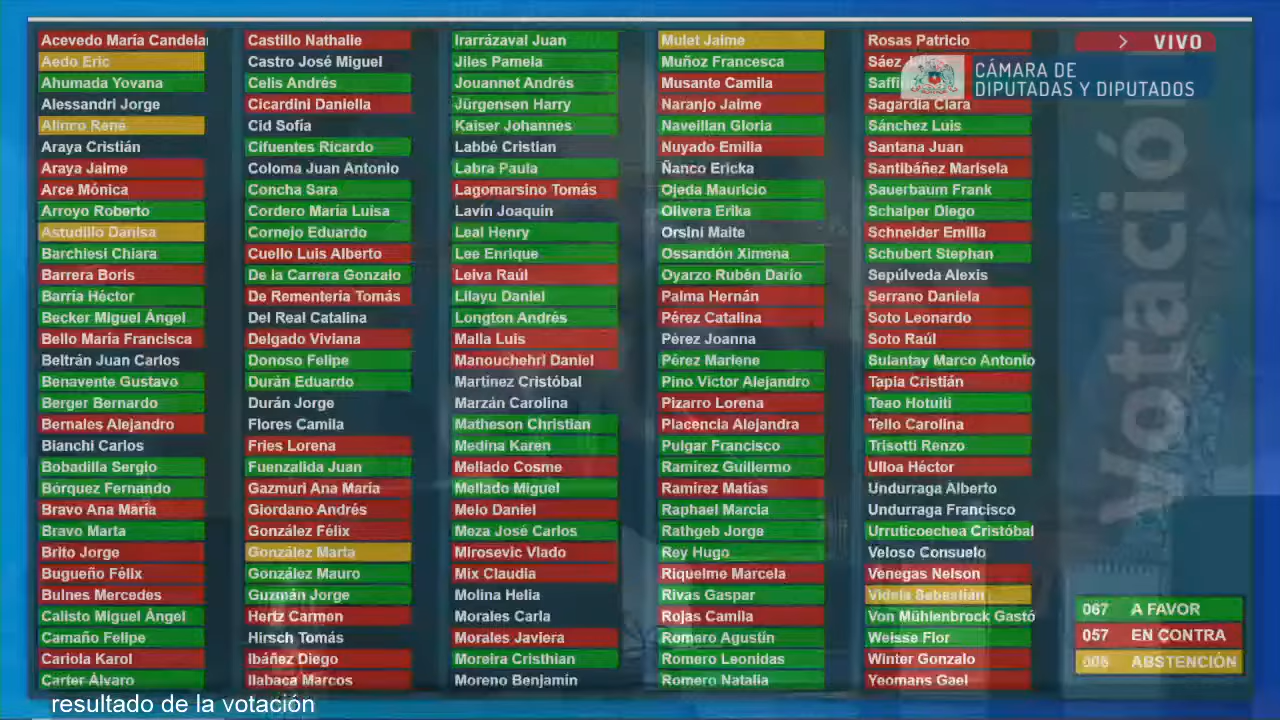 Acevedo María Candelar
Aedo Eric
Ahumada Yovana
Alessandri Jorge
Alinco René
Araya Cristián
Araya Jaime
Arce Mónica
Arroyo Roberto
Astudillo Danisa
Barchiesi Chiara
Barrera Boris
Barría Héctor
Becker Miguel Ángel
Bello María Francisca
Beltrán Juan Carlos
Benavente Gustavo
Berger Bernardo
Bernales Alejandro
Bianchi Carlos
Bobadilla Sergio
Bórquez Fernando
Bravo Ana María
Bravo Marta
Brito Jorge
Bugueño Félix
Bulnes Mercedes
Calisto Miguel Ángel
Camaño Felipe
Cariola Karol
Carter Álvaro
Castillo Nathalie
Castro José Miguel
Celis Andrés
Cicardini Daniella
Cid Sofía
Cifuentes Ricardo
Coloma Juan Antonio
Concha Sara
Cordero María Luisa
Cornejo Eduardo
Cuello Luis Alberto
De la Carrera Gonzalo
De Rementería Tomás
Del Real Catalina
Delgado Viviana
Donoso Felipe
Durán Eduardo
Durán Jorge
Flores Camila
Fries Lorena
Fuenzalida Juan
Gazmuri Ana María
Giordano Andrés
González Félix
González Marta
González Mauro
Guzmán Jorge
Hertz Carmen
Hirsch Tomás
Ibáñez Diego
Ilabaca Marcos
Irarrázaval Juan
Jiles Pamela
Jouannet Andrés
Jürgensen Harry
Kaiser Johannes
Labbé Cristian
Labra Paula
Lagomarsino Tomás
Lavín Joaquín
Leal Henry
Lee Enrique
Leiva Raúl
Lilayu Daniel
Longton Andrés
Malla Luis
Manouchehri Daniel
Martínez Cristóbal
Marzán Carolina
Matheson Christian
Medina Karen
Mellado Cosme
Mellado Miguel
Melo Daniel
Meza José Carlos
Mirosevic Vlado
Mix Claudia
Molina Helia
Morales Carla
Morales Javiera
Moreira Cristhian
Moreno Benjamín
Mulet Jaime
Muñoz Francesca
Musante Camila
Naranjo Jaime
Naveillan Gloria
Nuyado Emilia
Ñanco Ericka
Ojeda Mauricio
Olivera Erika
Orsini Maite
Ossandón Ximena
Oyarzo Rubén Darío
Palma Hernán
Pérez Catalina
Pérez Joanna
Pérez Marlene
Pino Victor Alejandro
Pizarro Lorena
Placencia Alejandra
Pulgar Francisco
Ramírez Guillermo
Ramírez Matías
Raphael Marcia
Rathgeb Jorge
Rey Hugo
Riquelme Marcela
Rivas Gaspar
Rojas Camila
Romero Agustín
Romero Leonidas
Romero Natalia
Rosas Patricio
Sáez
Saffi
Sagardia Clara
Sánchez Luis
Santana Juan
Santibáñez Marisela
Sauerbaum Frank
Schalper Diego
Schneider Emilia
Schubert Stephan
Sepúlveda Alexis
Serrano Daniela
Soto Leonardo
Soto Raúl
Sulantay Marco Antonio
Tapia Cristián
Teao Hotuiti
Tello Carolina
Trisotti Renzo
Ulloa Héctor
Undurraga Alberto
Undurraga Francisco
Urruticoechea Cristóbal
Veloso Consuelo
Venegas Nelson
Videla Sebastián
Von Mühlenbrock Gastó
Weisse Flor
Winter Gonzalo
Yeomans Gael
VIVO
CÁMARA DE
DIPUTADAS Y DIPUTADOS
Votación
067 A FAVOR
057 EN CONTRA
ABSTENCIÓN
resultado de la votación